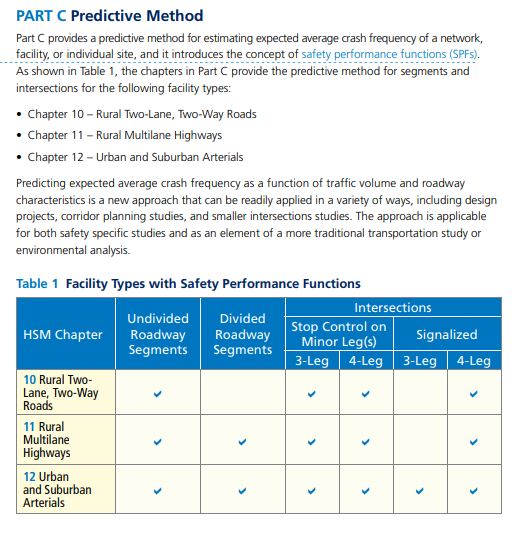 PART C Predictive Method
Part C provides a predictive method for estimating expected average crash frequency of a network,
facility, or individual site, and it introduces the concept of safety performance functions (SPFs).
As shown in Table 1, the chapters in Part C provide the predictive method for segments and
intersections for the following facility types:
• Chapter 10 – Rural Two-Lane, Two-Way Roads
• Chapter 11 – Rural Multilane Highways
• Chapter 12 – Urban and Suburban Arterials
Predicting expected average crash frequency as a function of traffic volume and roadway
characteristics is a new approach that can be readily applied in a variety of ways, including design
projects, corridor planning studies, and smaller intersections studies. The approach is applicable
for both safety specific studies and as an element of a more traditional transportation study or
environmental analysis.
Table 1 Facility Types with Safety Performance Functions
HSM Chapter
Undivided
Roadway
Segments
Divided
Roadway
Segments
Intersections
Stop Control on
Minor Leg(s)
Signalized
3-Leg 4-Leg 3-Leg 4-Leg
10 Rural Two-
Lane, Two-Way
Roads
11 Rural
Multilane
Highways
12 Urban
and Suburban
Arterials